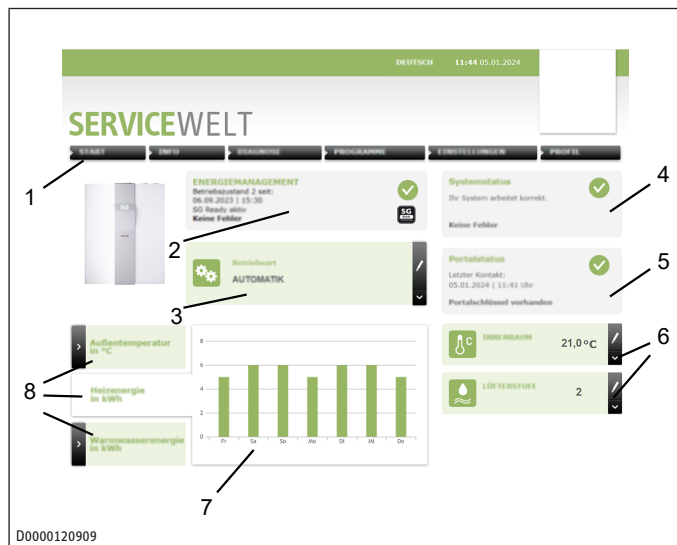 DEUTSCH 11:44 05.01.2024
SERVICEWELT
START INFO DIAGNOSE PROGRAMME EINSTELLUNGEN PROFIL
1
ENERGIEMANAGEMENT
Betriebszustand 2 seit:
06.09.2023 | 15:30
SG Ready aktiv
Keine Fehler
SG
2
Systemstatus
Ihr System arbeitet korrekt.
Keine Fehler
4
Betriebsart
AUTOMATIK
3
Portalstatus
Letzter Kontakt:
05.01.2024 | 11:41 Uhr
Portalschlüssel vorhanden
5
INNENRAUM 21,0 °C
LÜFTERSTUFE 2
6
Außentemperatur
in °C
Heizenergie
in kWh
Warmwasserenergie
in kWh
8
8
6
4
2
0
Fr Sa So Mo Di Mi Do
7
D0000120909